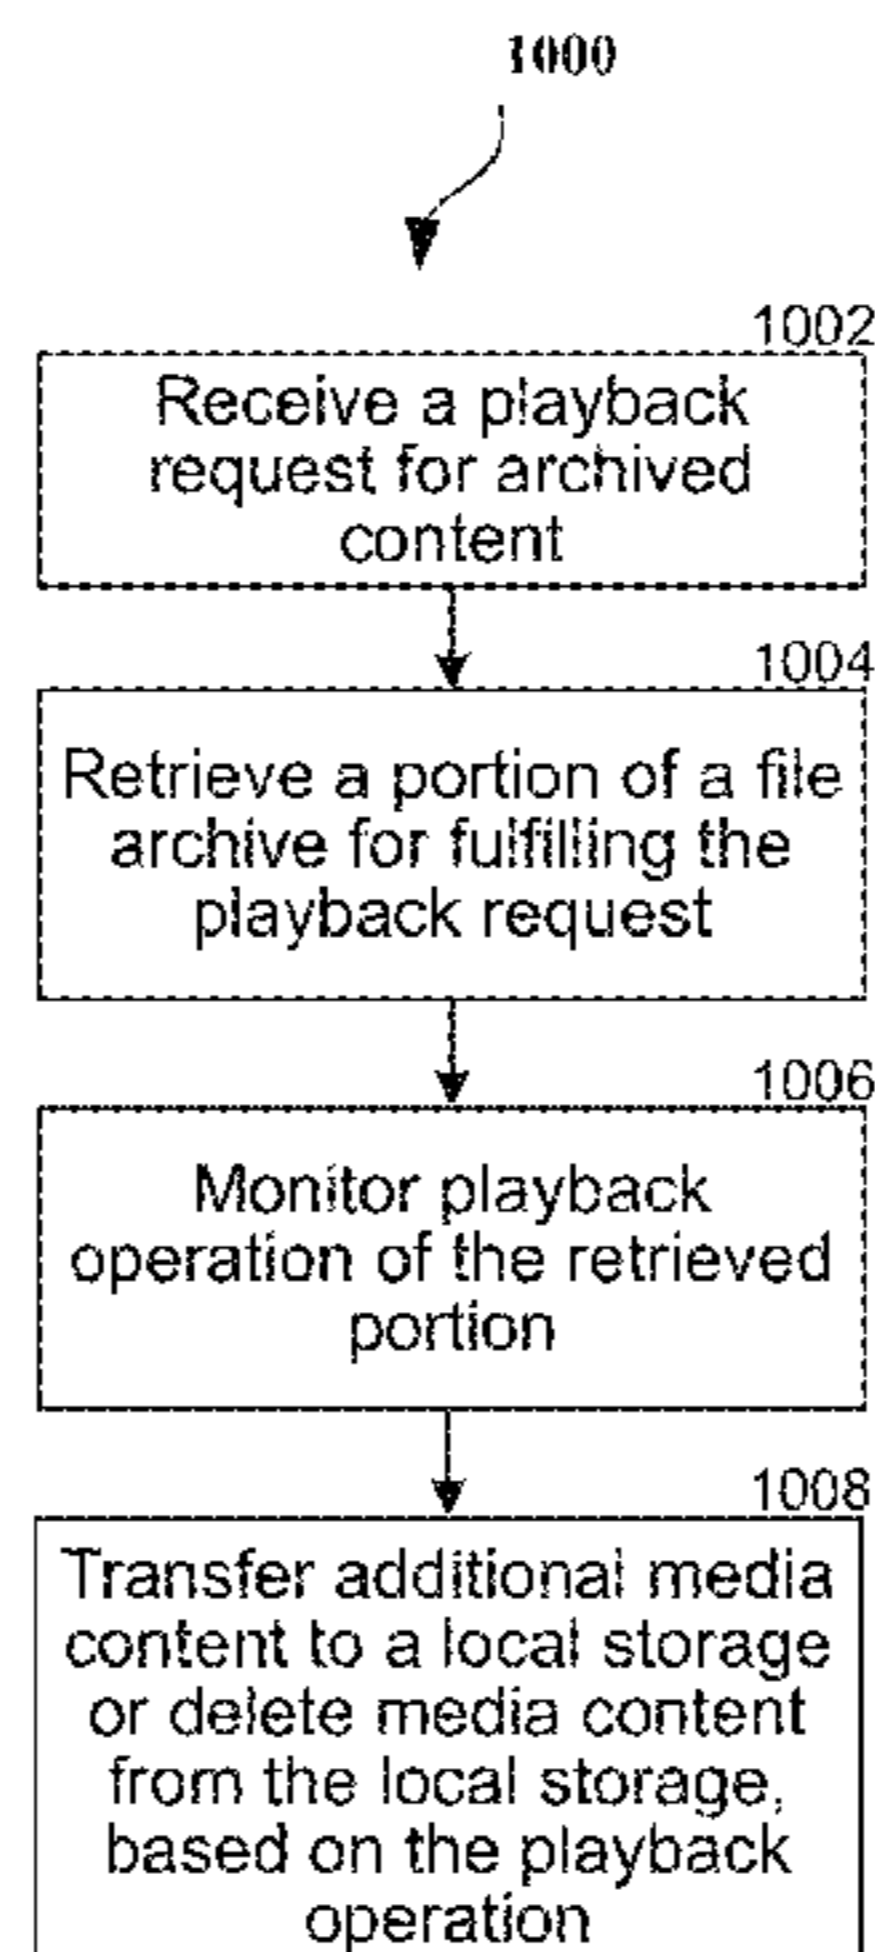 1000
1002
Receive a playback
request for archived
content
1004
Retrieve a portion of a file
archive for fulfilling the
playback request
1006
Monitor playback
operation of the retrieved
portion
1008
Transfer additional media
content to a local storage
or delete media content
from the local storage,
based on the playback
operation